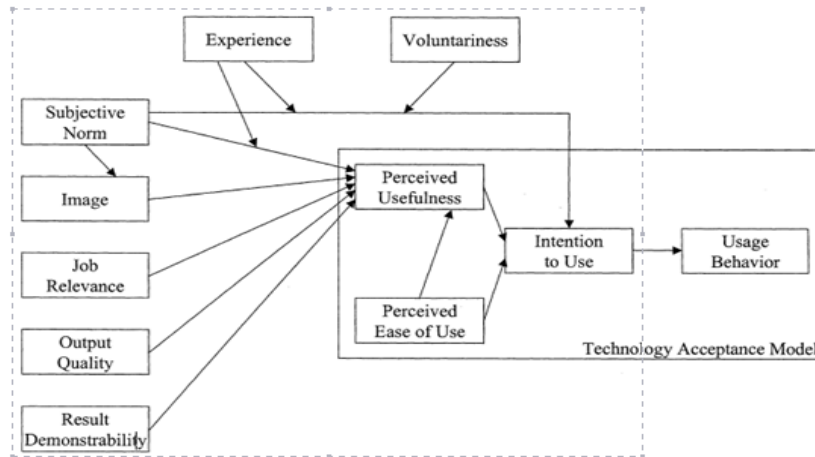 Experience
Voluntariness
Subjective
Norm
Image
Perceived
Usefulness
Intention
to Use
Usage
Behavior
Job
Relevance
Perceived
Ease of Use
Output
Quality
Technology Acceptance Model
Result
Demonstrability